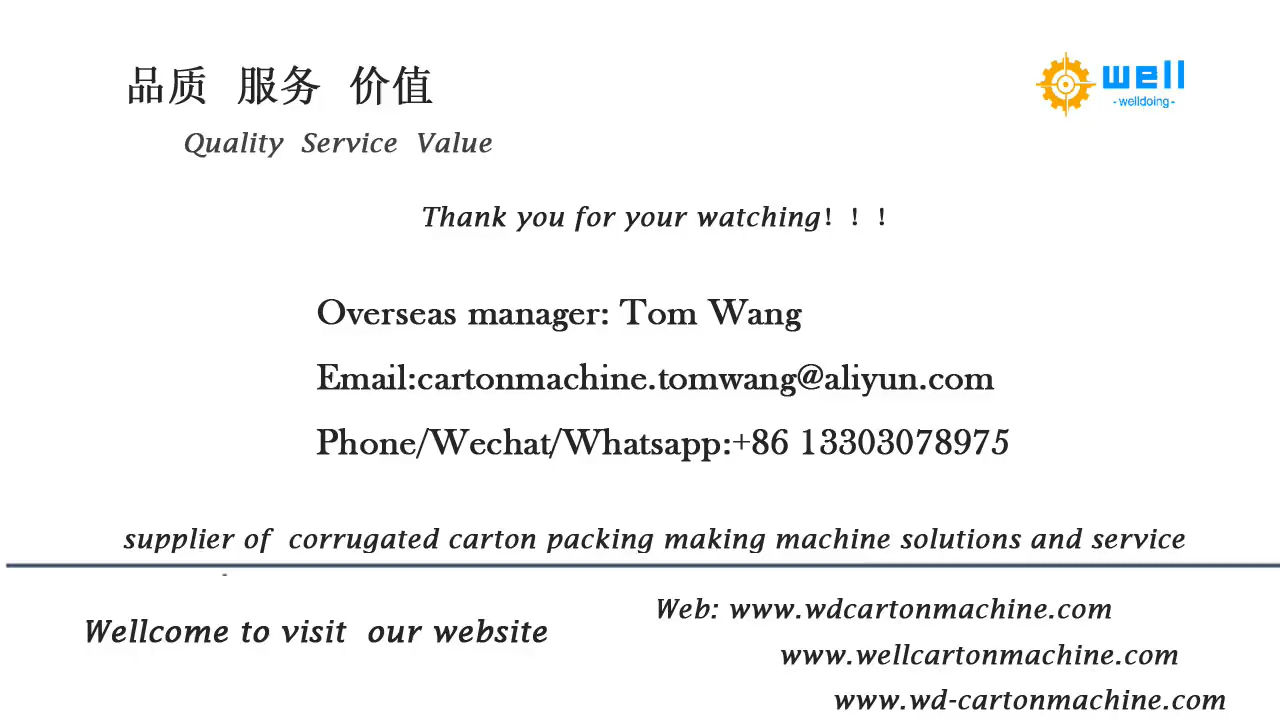 品质 服务 价值
Quality Service Value
well
-welldoing-
Thank you for your watching！！！
Overseas manager: Tom Wang
Email:cartonmachine.tomwang@aliyun.com
Phone/Wechat/Whatsapp:+86 13303078975
supplier of corrugated carton packing making machine solutions and service
Wellcome to visit our website
Web: www.wdcartonmachine.com
www.wellcartonmachine.com
www.wd-cartonmachine.com